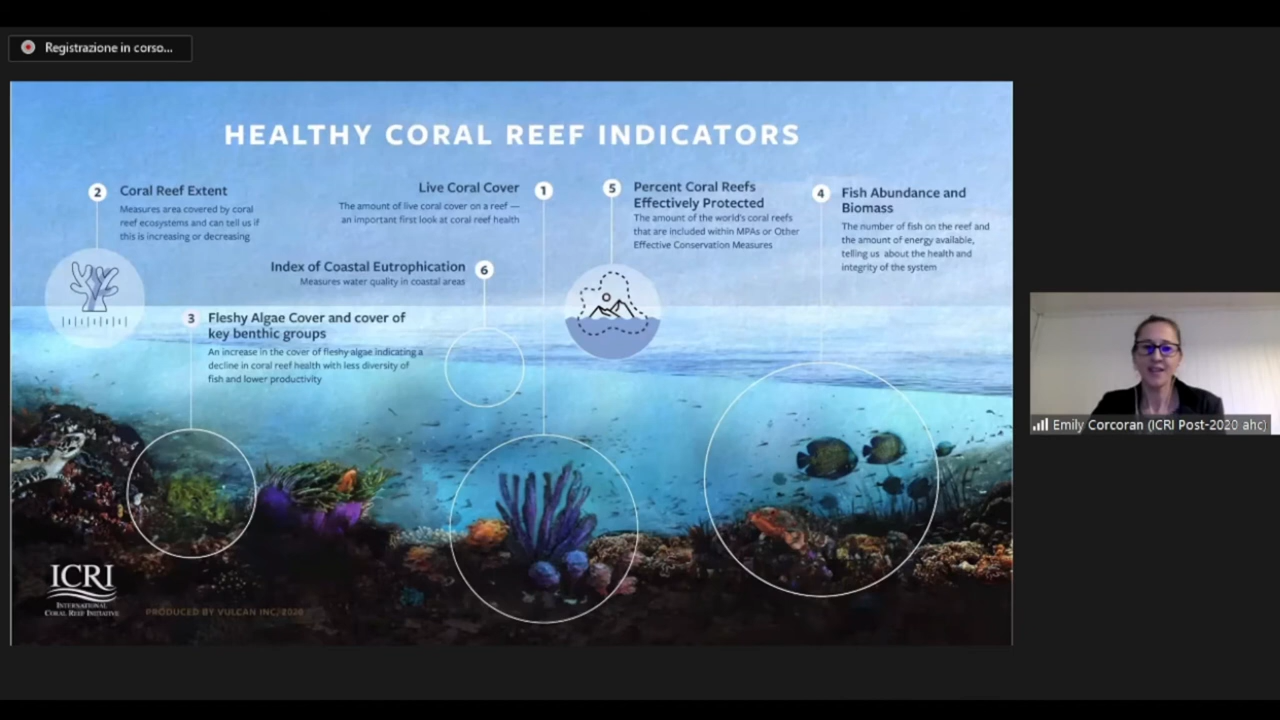 Registrazione in corso...
HEALTHY CORAL REEF INDICATORS
2
Coral Reef Extent
Measures area covered by coral
reef ecosystems and can tell us if
this is increasing or decreasing
Live Coral Cover
1
The amount of live coral cover on a reef —
an important first look at coral reef health
5
Percent Coral Reefs
Effectively Protected
The amount of the world's coral reefs
that are included within MPAs or Other
Effective Conservation Measures
4
Fish Abundance and
Biomass
The number of fish on the reef and
the amount of energy available,
telling us about the health and
integrity of the system
Index of Coastal Eutrophication
6
Measures water quality in coastal areas
3
Fleshy Algae Cover and cover of
key benthic groups
An increase in the cover of fleshy algae indicating a
decline in coral reef health with less diversity of
fish and lower productivity
Emily Corcoran (ICRI Post-2020 ahc)
ICRI
INTERNATIONAL
CORAL REEF INITIATIVE
PRODUCED BY VULCAN INC. 2020